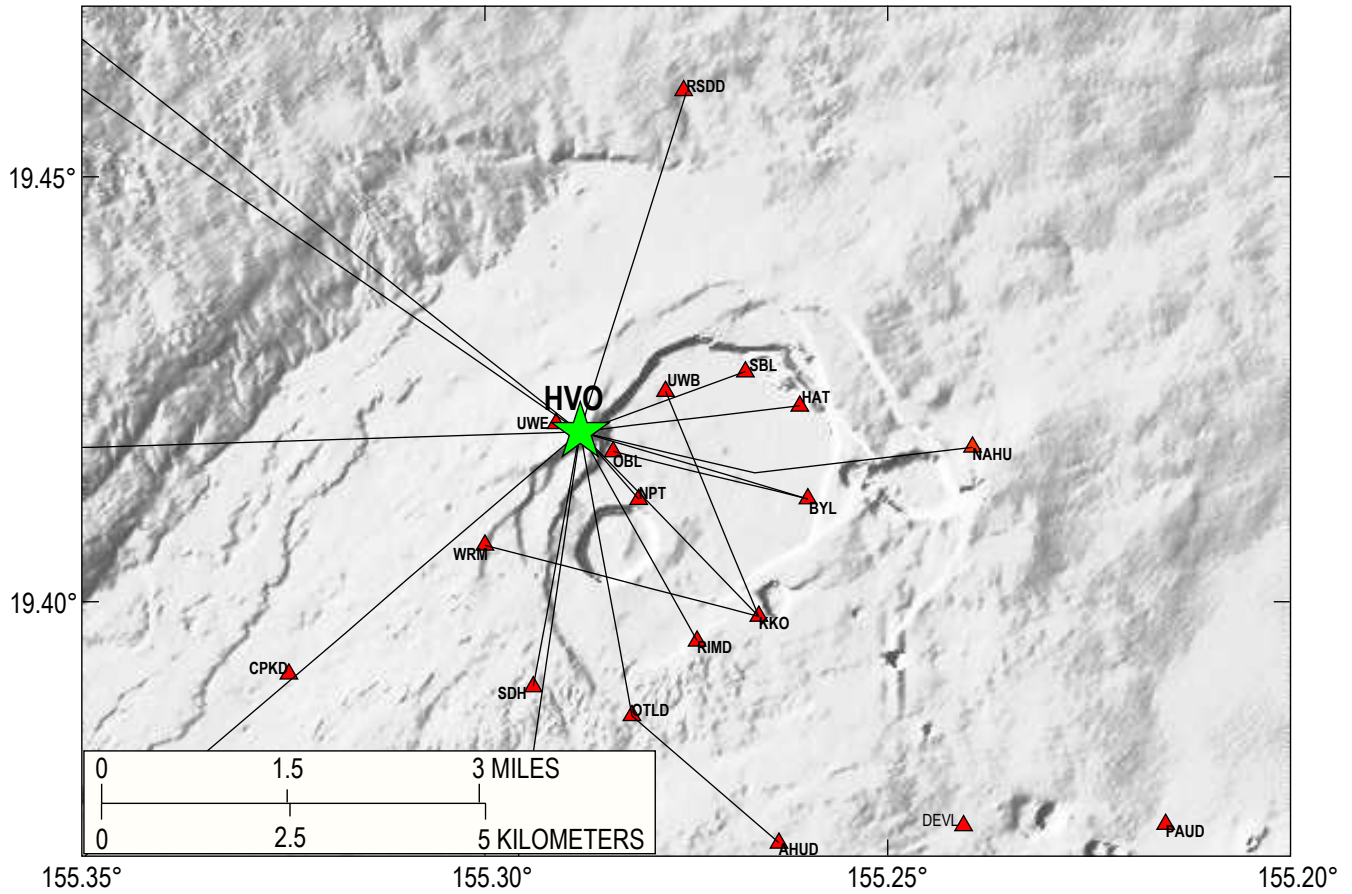 RSDD
19.45°
SBL
UWB
HVO
HAT
UWE
NAHU
OBL
NPT
BYL
WRM
19.40°
KKO
RIMD
CPKD
SDH
OTLD
0 1.5 3 MILES
0 2.5 5 KILOMETERS
DEVL
PAUD
AHUD
155.35° 155.30° 155.25° 155.20°